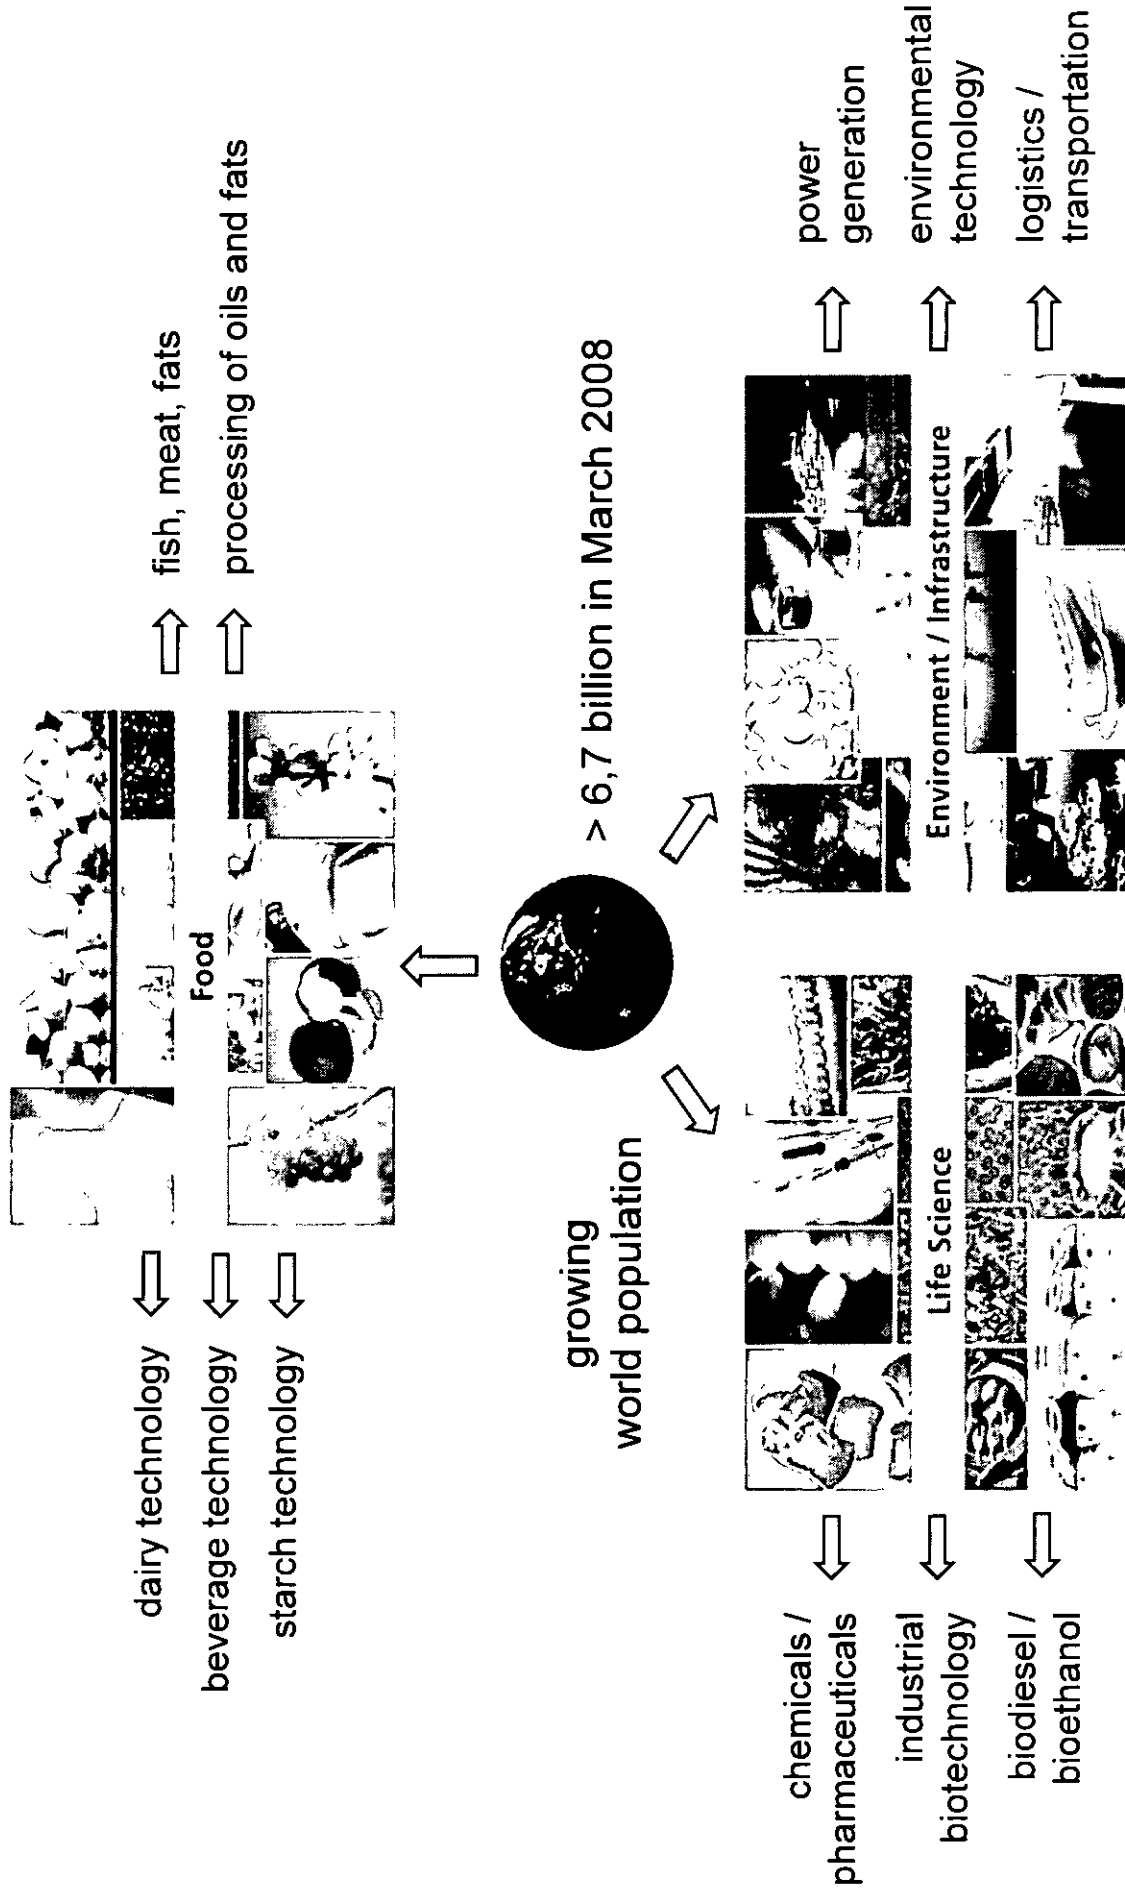 dairy technology
beverage technology
starch technology
Food
fish, meat, fats
processing of oils and fats
growing
world population
> 6,7 billion in March 2008
chemicals /
pharmaceuticals
industrial
biotechnology
biodiesel /
bioethanol
Life Science
Environment / Infrastructure
power
generation
environmental
technology
logistics /
transportation